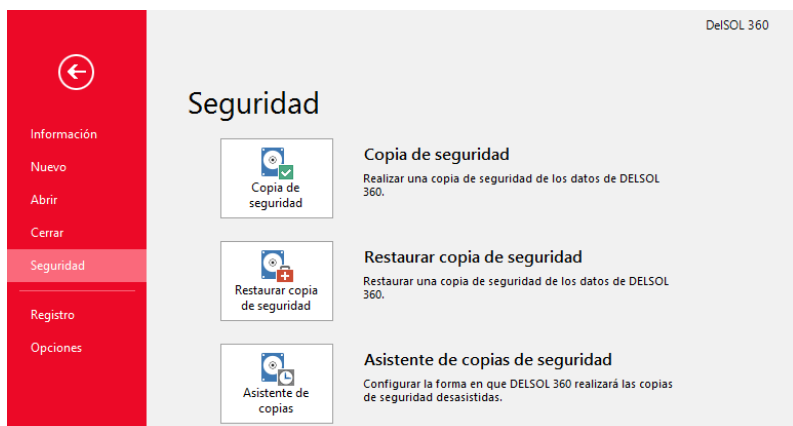 DelSOL 360
Información
Nuevo
Abrir
Cerrar
Seguridad
Registro
Opciones
Seguridad
Copia de
seguridad
Copia de seguridad
Realizar una copia de seguridad de los datos de DELSOL
360.
Restaurar copia
de seguridad
Restaurar copia de seguridad
Restaurar una copia de seguridad de los datos de DELSOL
360.
Asistente de
copias
Asistente de copias de seguridad
Configurar la forma en que DELSOL 360 realizará las copias
de seguridad desasistidas.